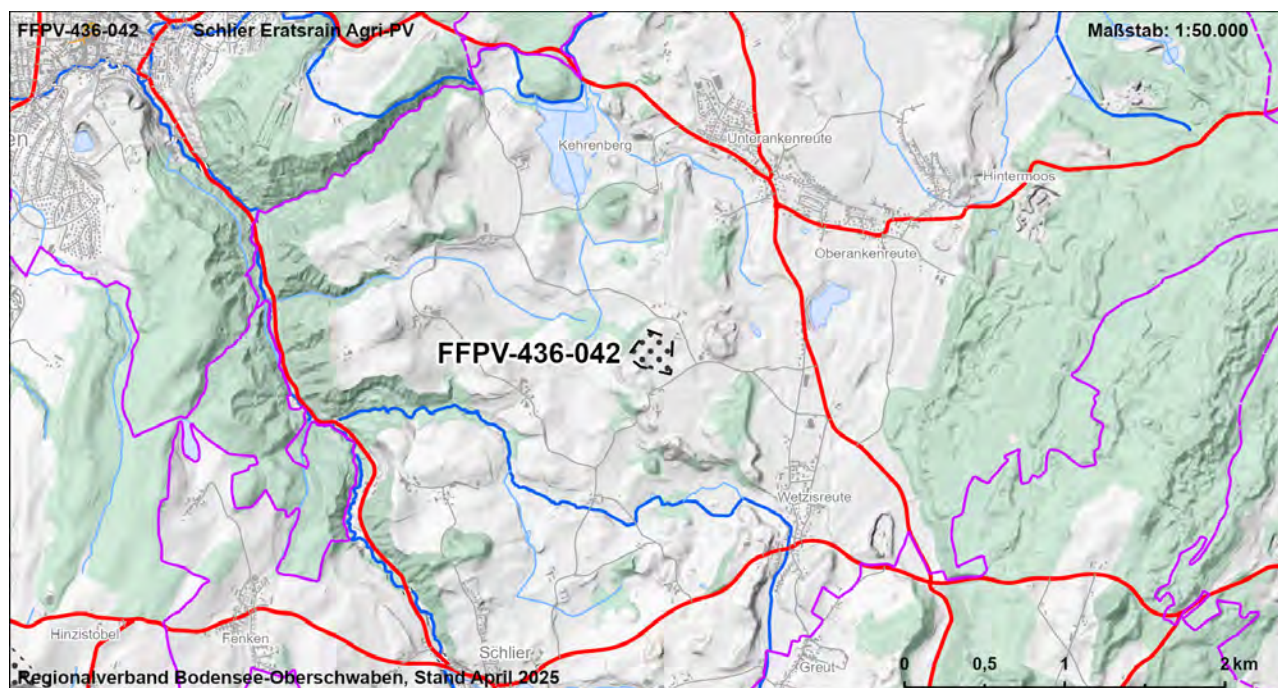 FFPV-436-042 Schlier Eratsrain Agri-PV Maßstab: 1:50.000
Unterankenreute
en
Kehrenberg
Hintermoos
Oberankenreute
FFPV-436-042
Wetzisreute
Hinzistobel
Fenken
Schlier
Greut
0 0,5 1 2 km
Regionalverband Bodensee-Oberschwaben, Stand April 2025